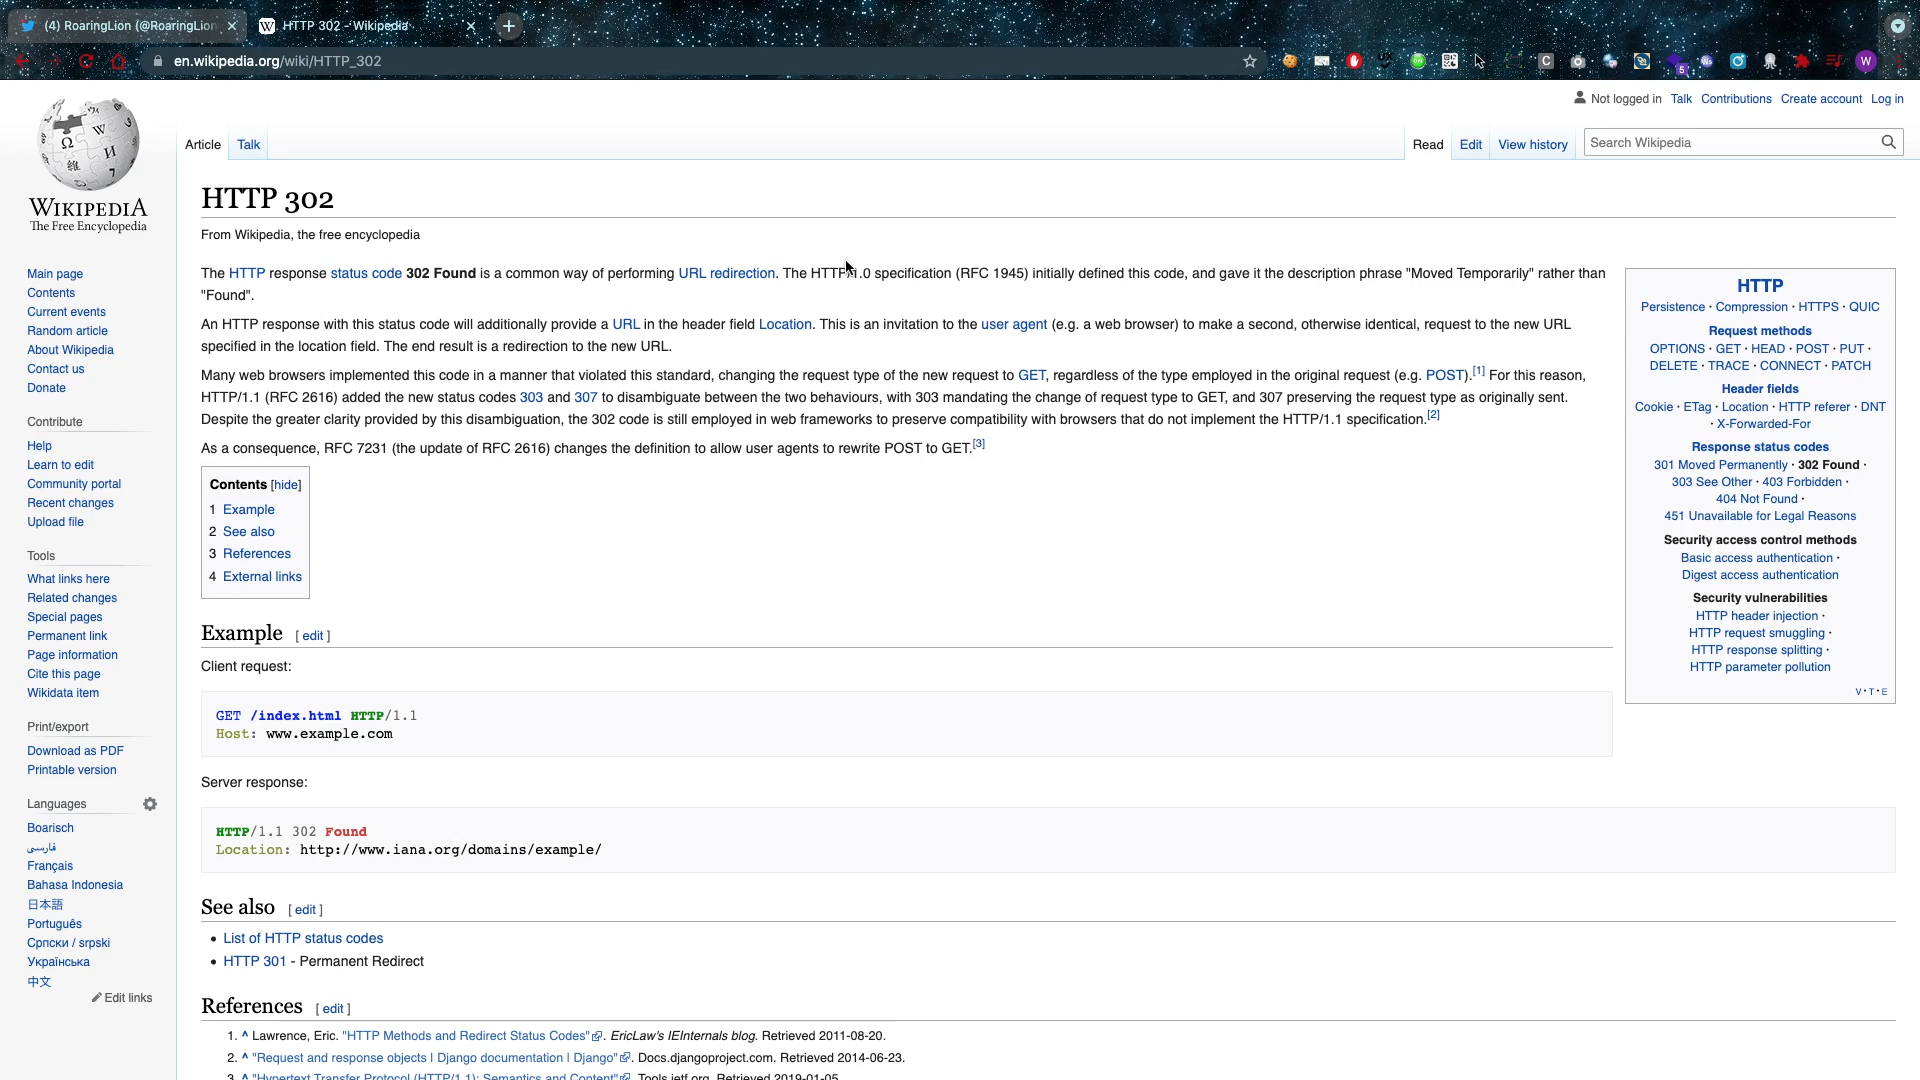 (4) RoaringLion (@RoaringLion
HTTP 302 - Wikipedia
en.wikipedia.org/wiki/HTTP_302
C
5
W
Not logged in Talk Contributions Create account Log in
WIKIPEDIA
The Free Encyclopedia
Article Talk
Read Edit View history
Search Wikipedia
HTTP 302
From Wikipedia, the free encyclopedia
The HTTP response status code 302 Found is a common way of performing URL redirection. The HTTP/1.0 specification (RFC 1945) initially defined this code, and gave it the description phrase "Moved Temporarily" rather than
"Found".
An HTTP response with this status code will additionally provide a URL in the header field Location. This is an invitation to the user agent (e.g. a web browser) to make a second, otherwise identical, request to the new URL
specified in the location field. The end result is a redirection to the new URL.
Many web browsers implemented this code in a manner that violated this standard, changing the request type of the new request to GET, regardless of the type employed in the original request (e.g. POST).[1] For this reason,
HTTP/1.1 (RFC 2616) added the new status codes 303 and 307 to disambiguate between the two behaviours, with 303 mandating the change of request type to GET, and 307 preserving the request type as originally sent.
Despite the greater clarity provided by this disambiguation, the 302 code is still employed in web frameworks to preserve compatibility with browsers that do not implement the HTTP/1.1 specification.[2]
As a consequence, RFC 7231 (the update of RFC 2616) changes the definition to allow user agents to rewrite POST to GET.[3]
Contents [hide]
1 Example
2 See also
3 References
4 External links
Example [ edit ]
Client request:
GET /index.html HTTP/1.1
Host: www.example.com
Server response:
HTTP/1.1 302 Found
Location: http://www.iana.org/domains/example/
See also [ edit ]
• List of HTTP status codes
• HTTP 301 - Permanent Redirect
References [ edit ]
1. ^ Lawrence, Eric. "HTTP Methods and Redirect Status Codes". EricLaw's IEInternals blog. Retrieved 2011-08-20.
2. ^ "Request and response objects | Django documentation | Django". Docs.djangoproject.com. Retrieved 2014-06-23.
3. ^ "Hypertext Transfer Protocol (HTTP/1.1): Semantics and Content". Tools.ietf.org. Retrieved 2019-01-05.
HTTP
Persistence · Compression · HTTPS · QUIC
Request methods
OPTIONS · GET · HEAD · POST · PUT ·
DELETE · TRACE · CONNECT · PATCH
Header fields
Cookie · ETag · Location · HTTP referer · DNT
· X-Forwarded-For
Response status codes
301 Moved Permanently · 302 Found ·
303 See Other · 403 Forbidden ·
404 Not Found ·
451 Unavailable for Legal Reasons
Security access control methods
Basic access authentication ·
Digest access authentication
Security vulnerabilities
HTTP header injection ·
HTTP request smuggling ·
HTTP response splitting ·
HTTP parameter pollution
V · T · E
Main page
Contents
Current events
Random article
About Wikipedia
Contact us
Donate
Contribute
Help
Learn to edit
Community portal
Recent changes
Upload file
Tools
What links here
Related changes
Special pages
Permanent link
Page information
Cite this page
Wikidata item
Print/export
Download as PDF
Printable version
Languages
Boarisch
فارسی
Français
Bahasa Indonesia
日本語
Português
Српски / srpski
Українська
中文
Edit links